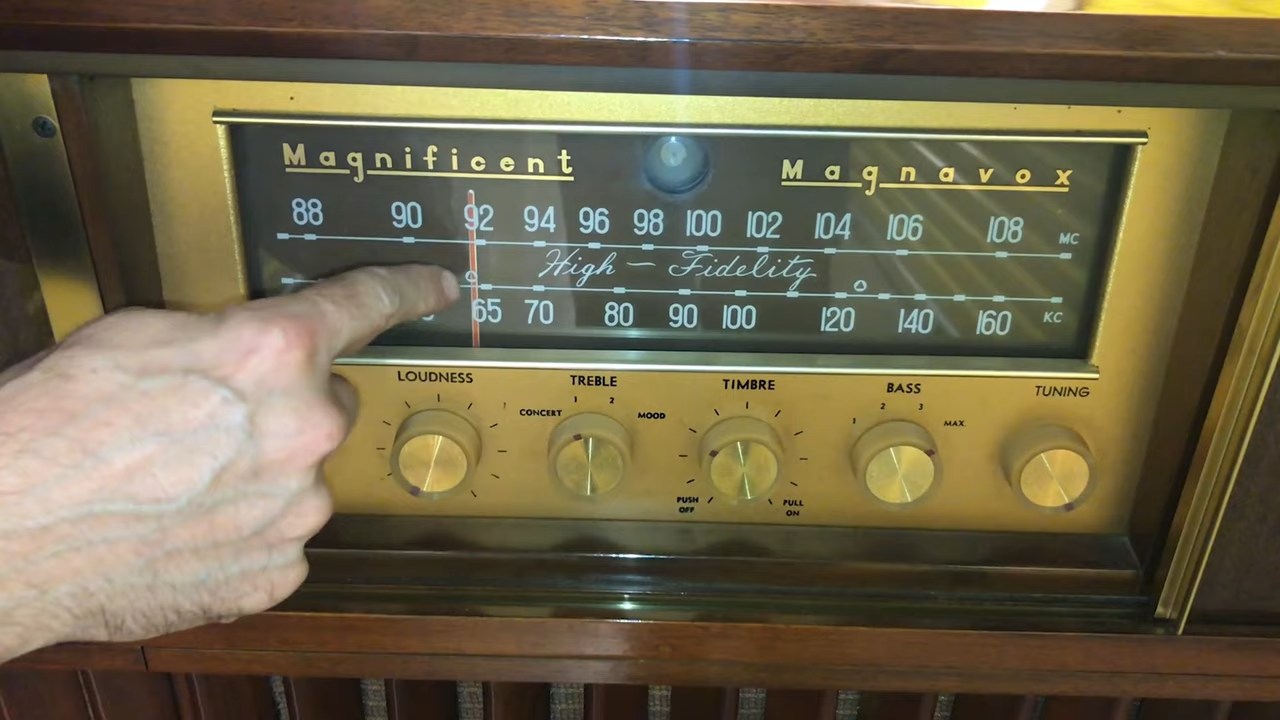 Magnificent Magnavox
88 90 92 94 96 98 100 102 104 106 108 MC
High - Fidelity
65 70 80 90 100 120 140 160 KC
LOUDNESS TREBLE TIMBRE BASS TUNING
CONCERT 1 2 MOOD 1 2 3 MAX.
PUSH OFF PULL ON